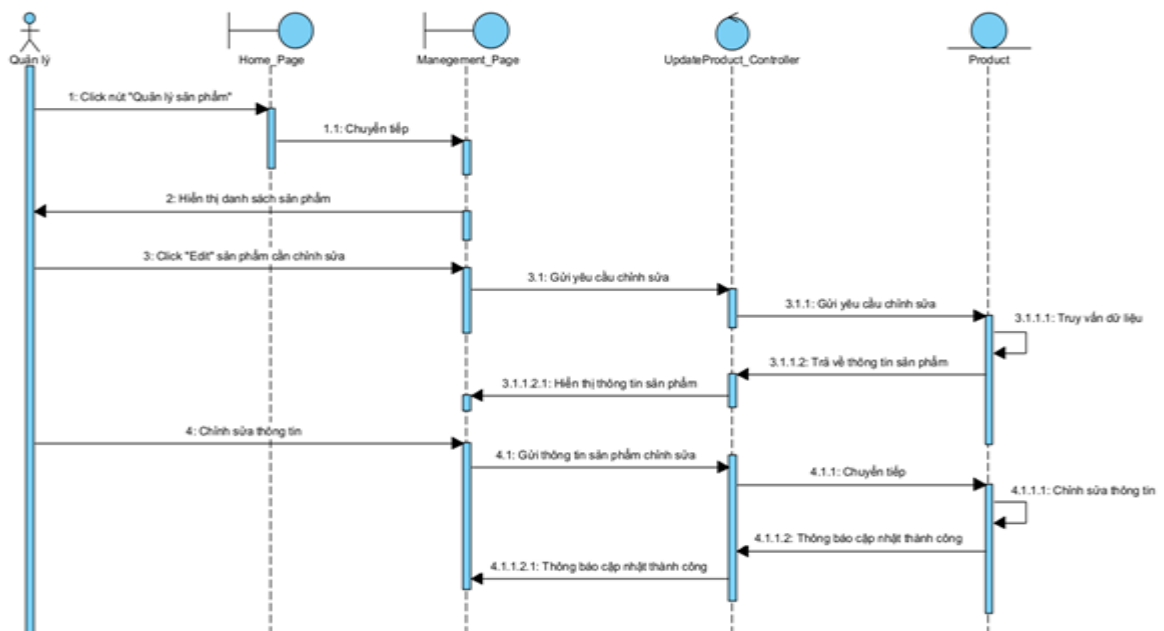 Quản lý
Home_Page
Manegement_Page
UpdateProduct_Controller
Product
1: Click nút "Quản lý sản phẩm"
1.1: Chuyển tiếp
2: Hiển thị danh sách sản phẩm
3: Click "Edit" sản phẩm cần chỉnh sửa
3.1: Gửi yêu cầu chỉnh sửa
3.1.1: Gửi yêu cầu chỉnh sửa
3.1.1.1: Truy vấn dữ liệu
3.1.1.2: Trả về thông tin sản phẩm
3.1.1.2.1: Hiển thị thông tin sản phẩm
4: Chỉnh sửa thông tin
4.1: Gửi thông tin sản phẩm chỉnh sửa
4.1.1: Chuyển tiếp
4.1.1.1: Chỉnh sửa thông tin
4.1.1.2: Thông báo cập nhật thành công
4.1.1.2.1: Thông báo cập nhật thành công